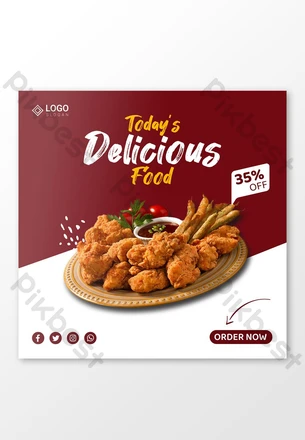 LOGO
SLOGAN
Today's
Delicious
Food
35%
OFF
ORDER NOW
pikbest